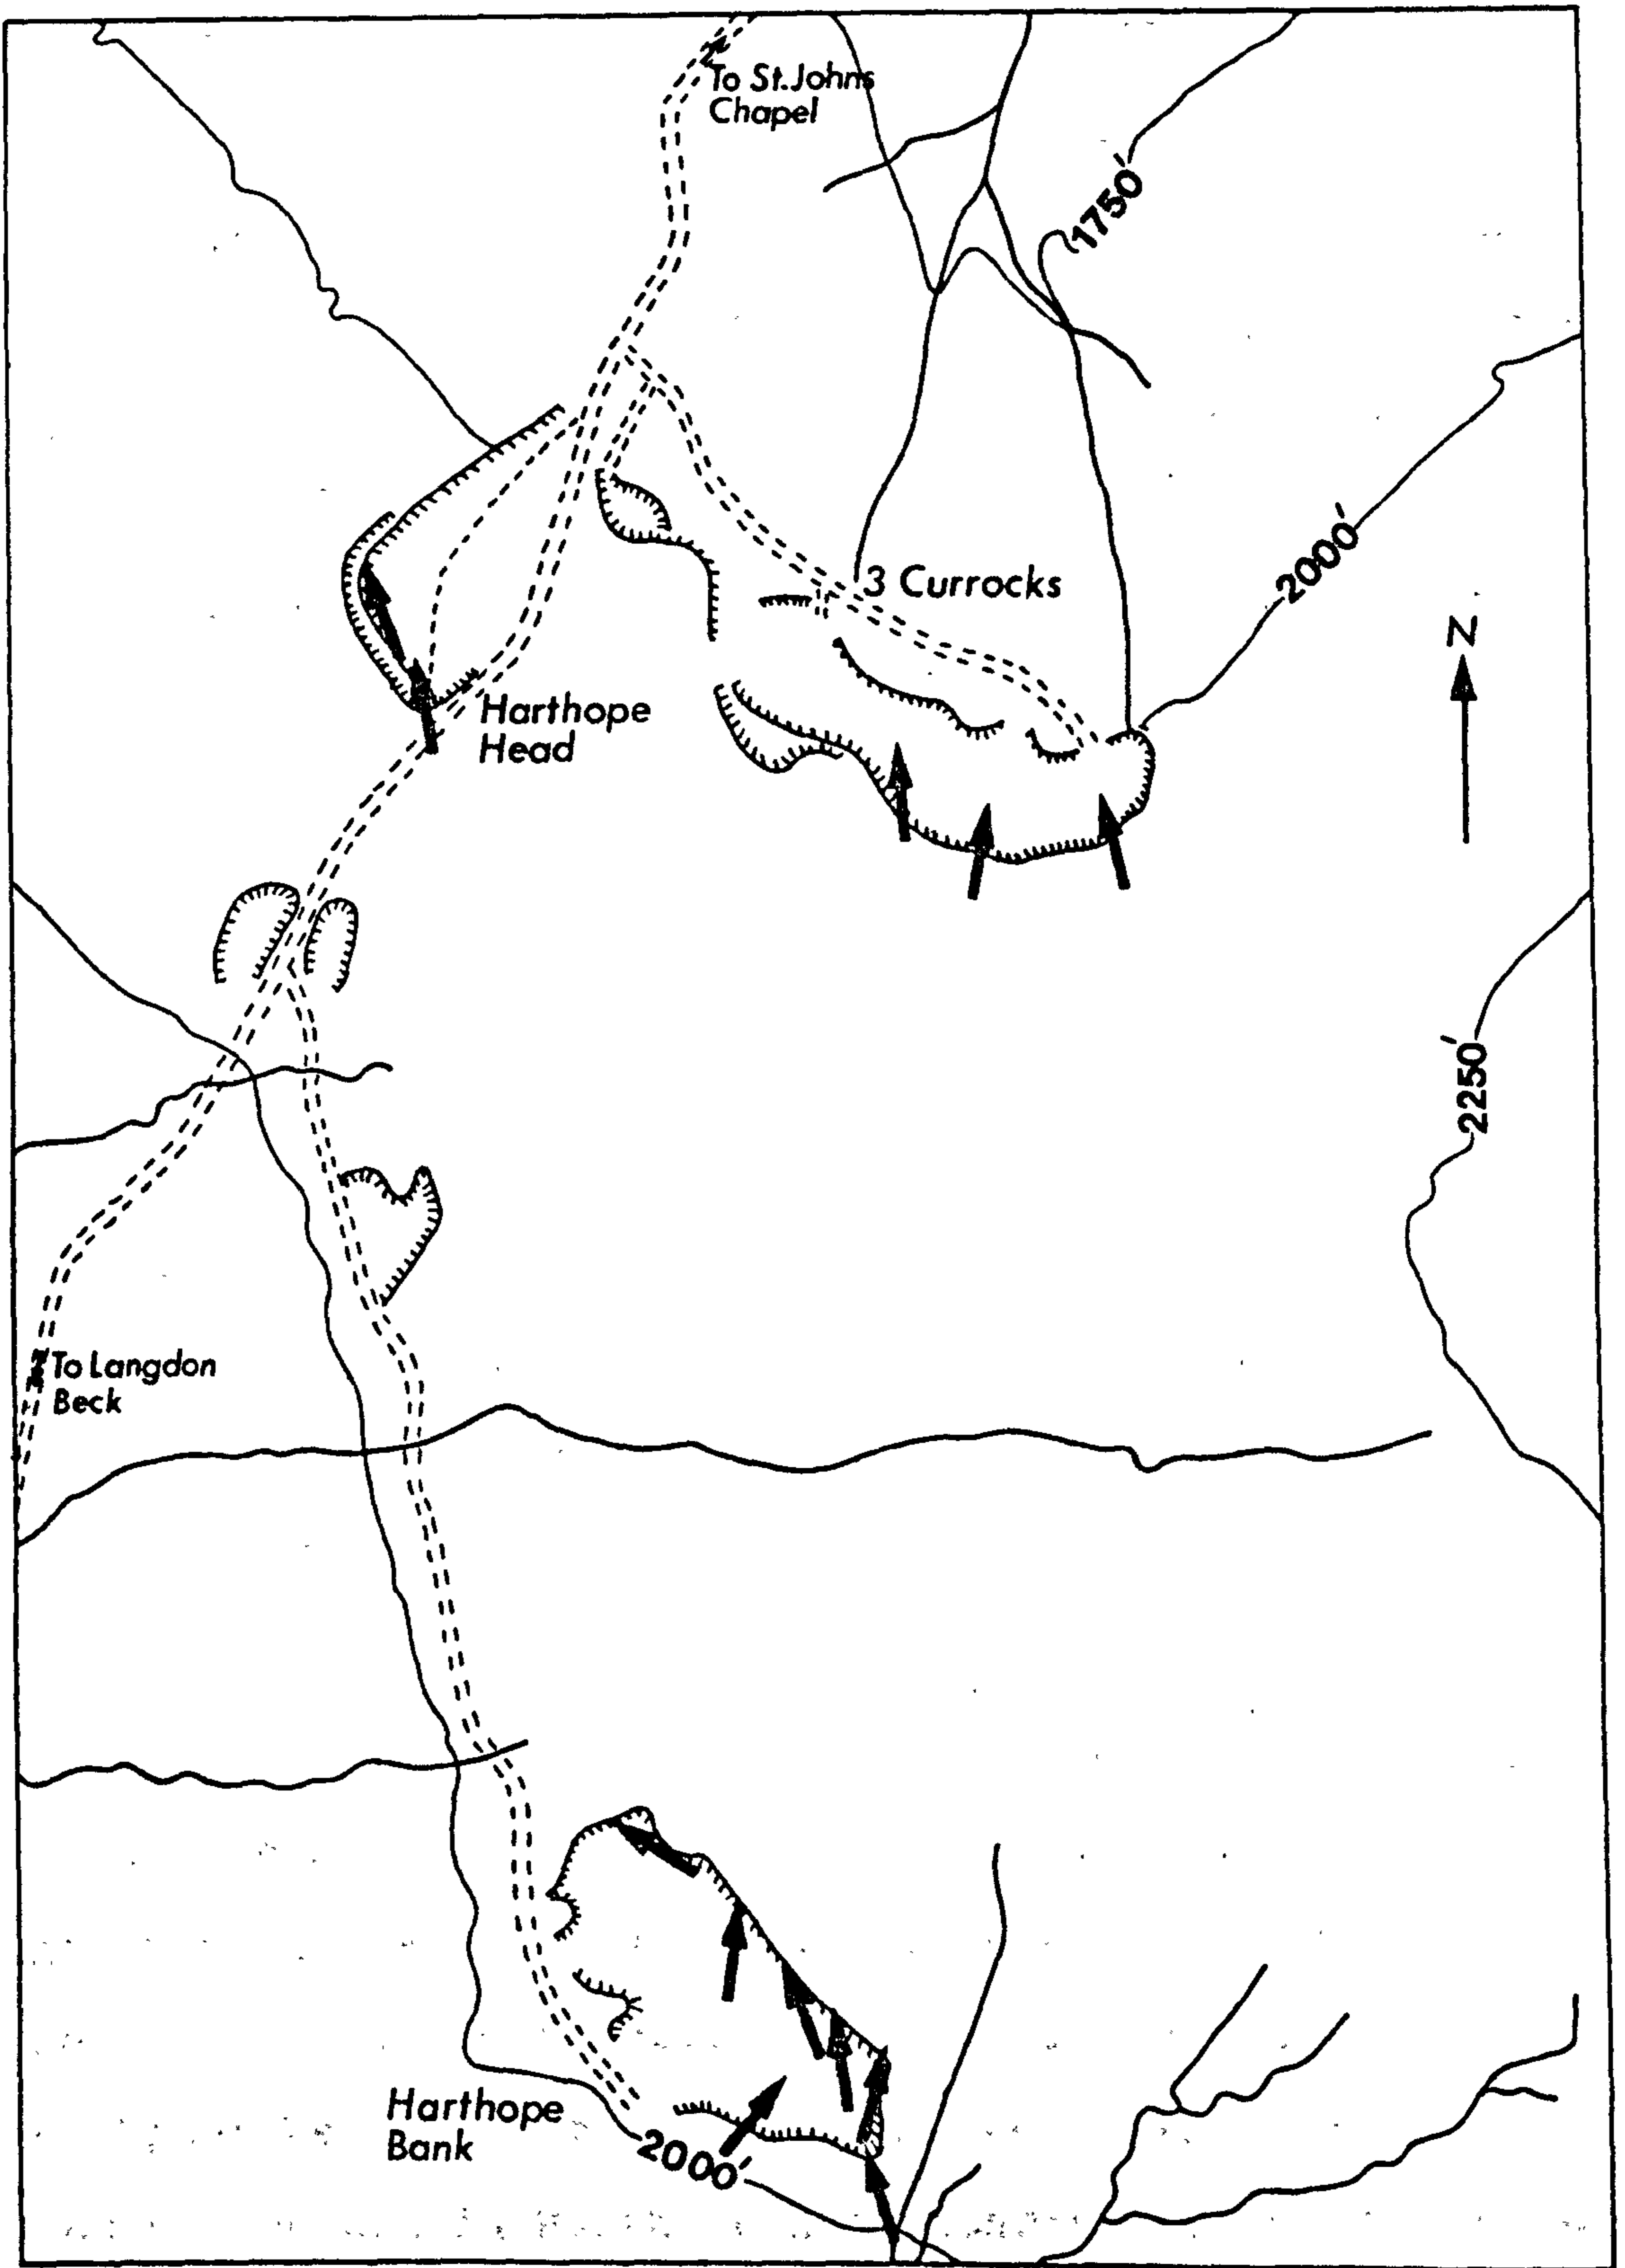 To St.Johns
Chapel
1750'
3 Currocks
2000'
N
Harthope
Head
2250'
To Langdon
Beck
Harthope
Bank
2000'